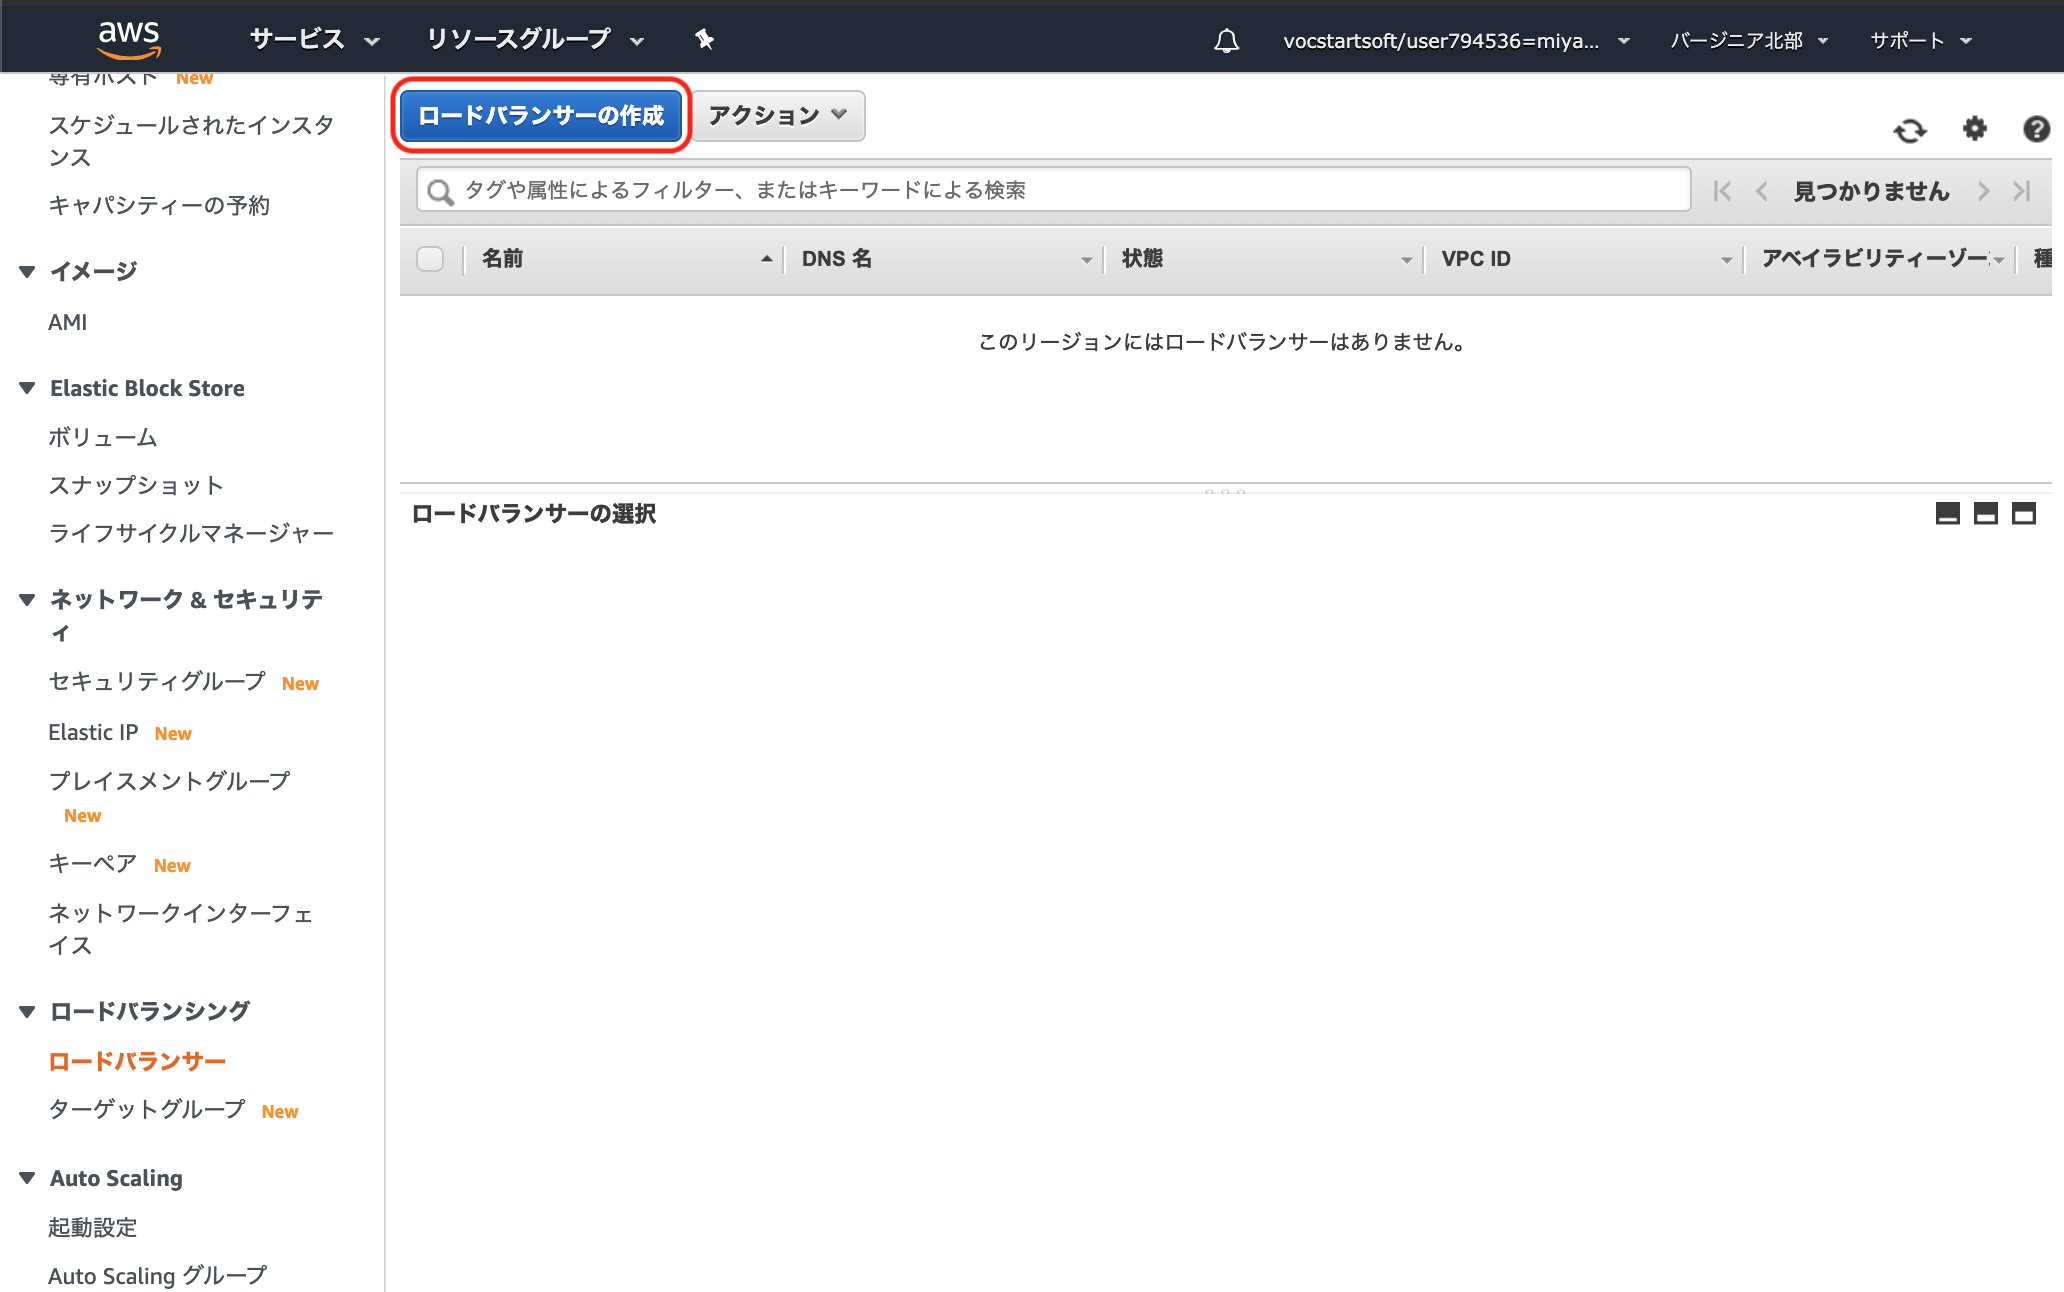 aws サービス リソースグループ vocstartsoft/user794536=miya... バージニア北部 サポート
専有ホスト New
スケジュールされたインスタ
ンス
キャパシティーの予約
イメージ
AMI
Elastic Block Store
ボリューム
スナップショット
ライフサイクルマネージャー
ネットワーク & セキュリテ
ィ
セキュリティグループ New
Elastic IP New
プレイスメントグループ
New
キーペア New
ネットワークインターフェ
イス
ロードバランシング
ロードバランサー
ターゲットグループ New
Auto Scaling
起動設定
Auto Scaling グループ
ロードバランサーの作成 アクション
タグや属性によるフィルター、またはキーワードによる検索 見つかりません
名前 DNS 名 状態 VPC ID アベイラビリティーゾー 種
このリージョンにはロードバランサーはありません。
ロードバランサーの選択